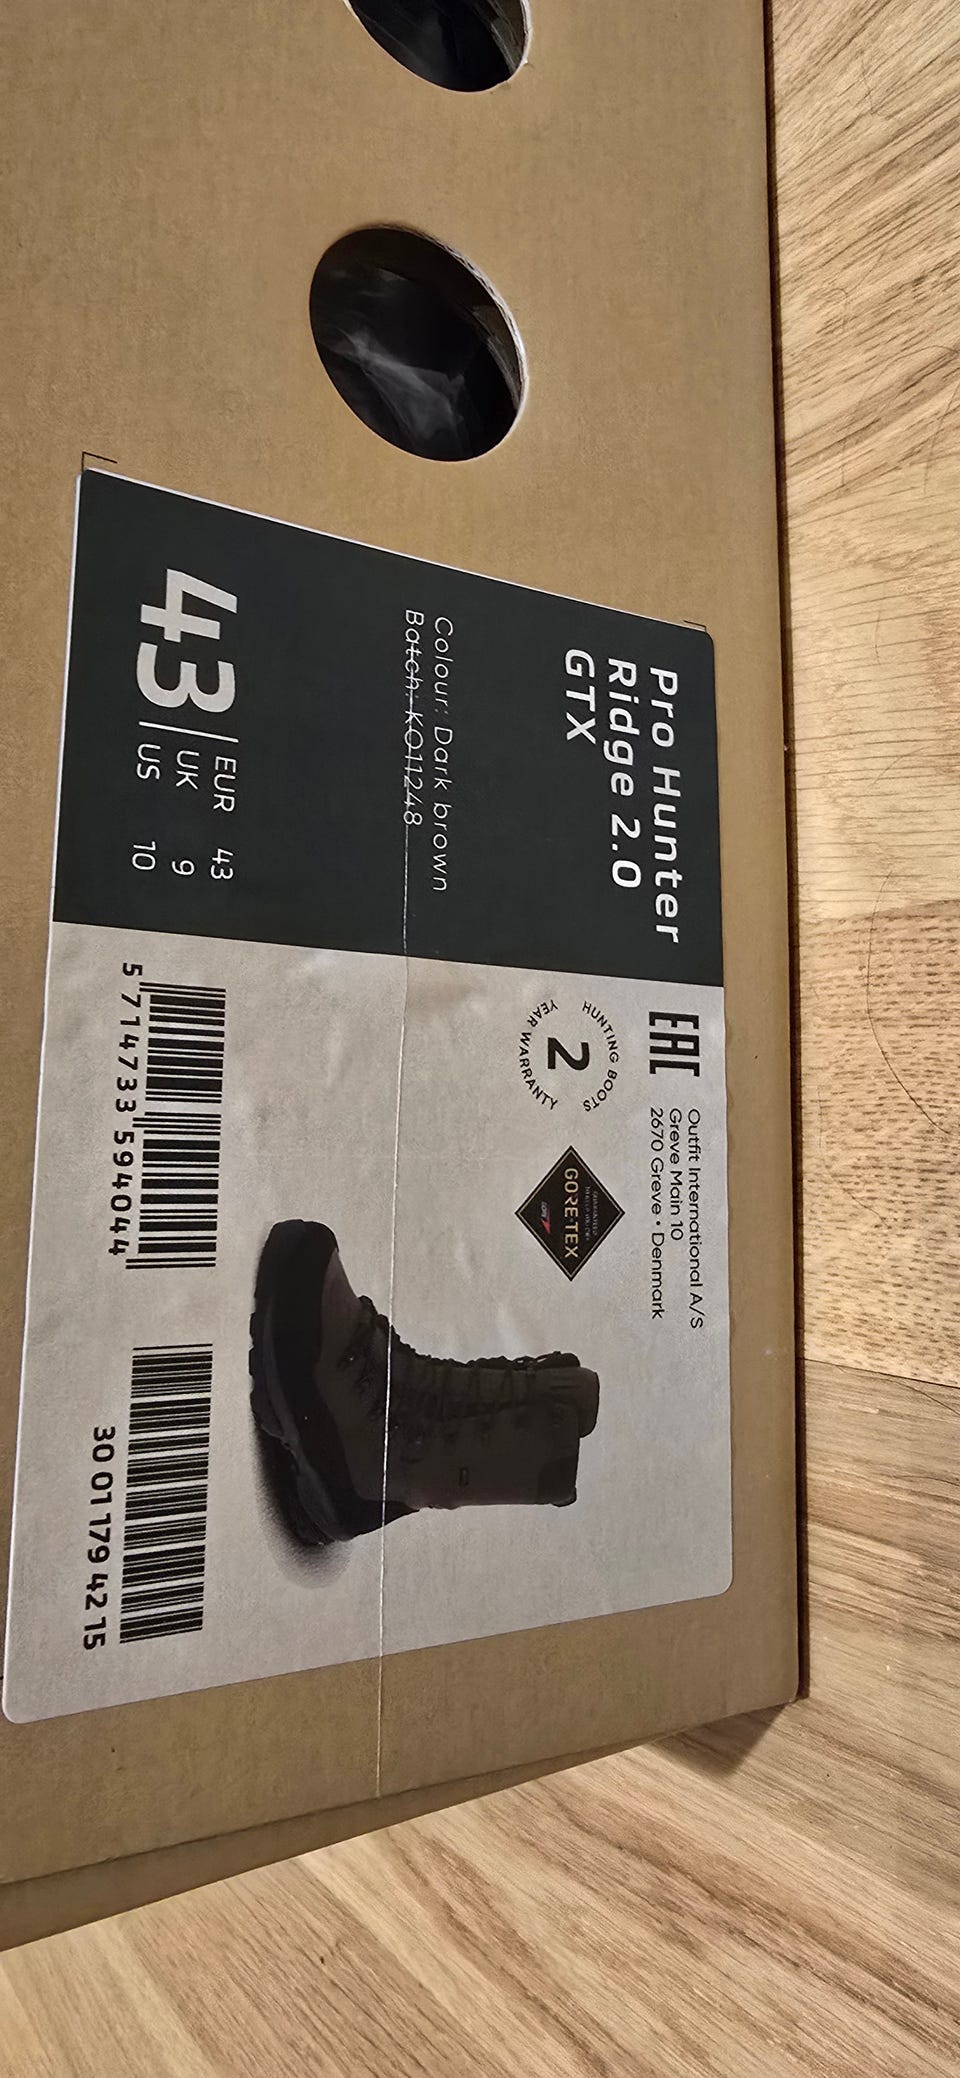 Pro Hunter
Ridge 2.0
GTX
Colour: Dark brown
Batch: KO11248
43
EUR 43
UK 9
US 10
EAC
Outfit International A/S
Greve Main 10
2670 Greve • Denmark
HUNTING BOOTS
2
YEAR WARRANTY
GORE-TEX
5 714733 594044
30 01 179 42 15